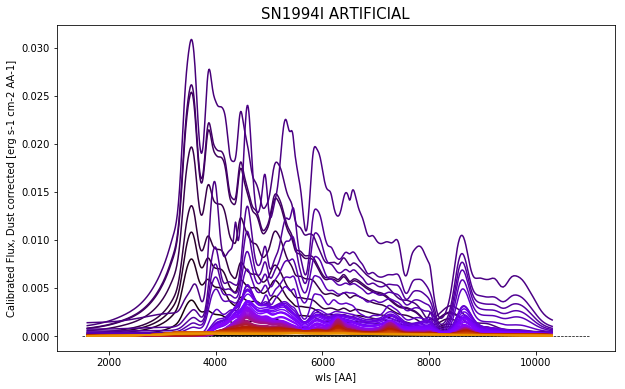 SN1994I ARTIFICIAL
Calibrated Flux, Dust corrected [erg s-1 cm-2 AA-1]
0.030
0.025
0.020
0.015
0.010
0.005
0.000
2000 4000 6000 8000 10000
wls [AA]